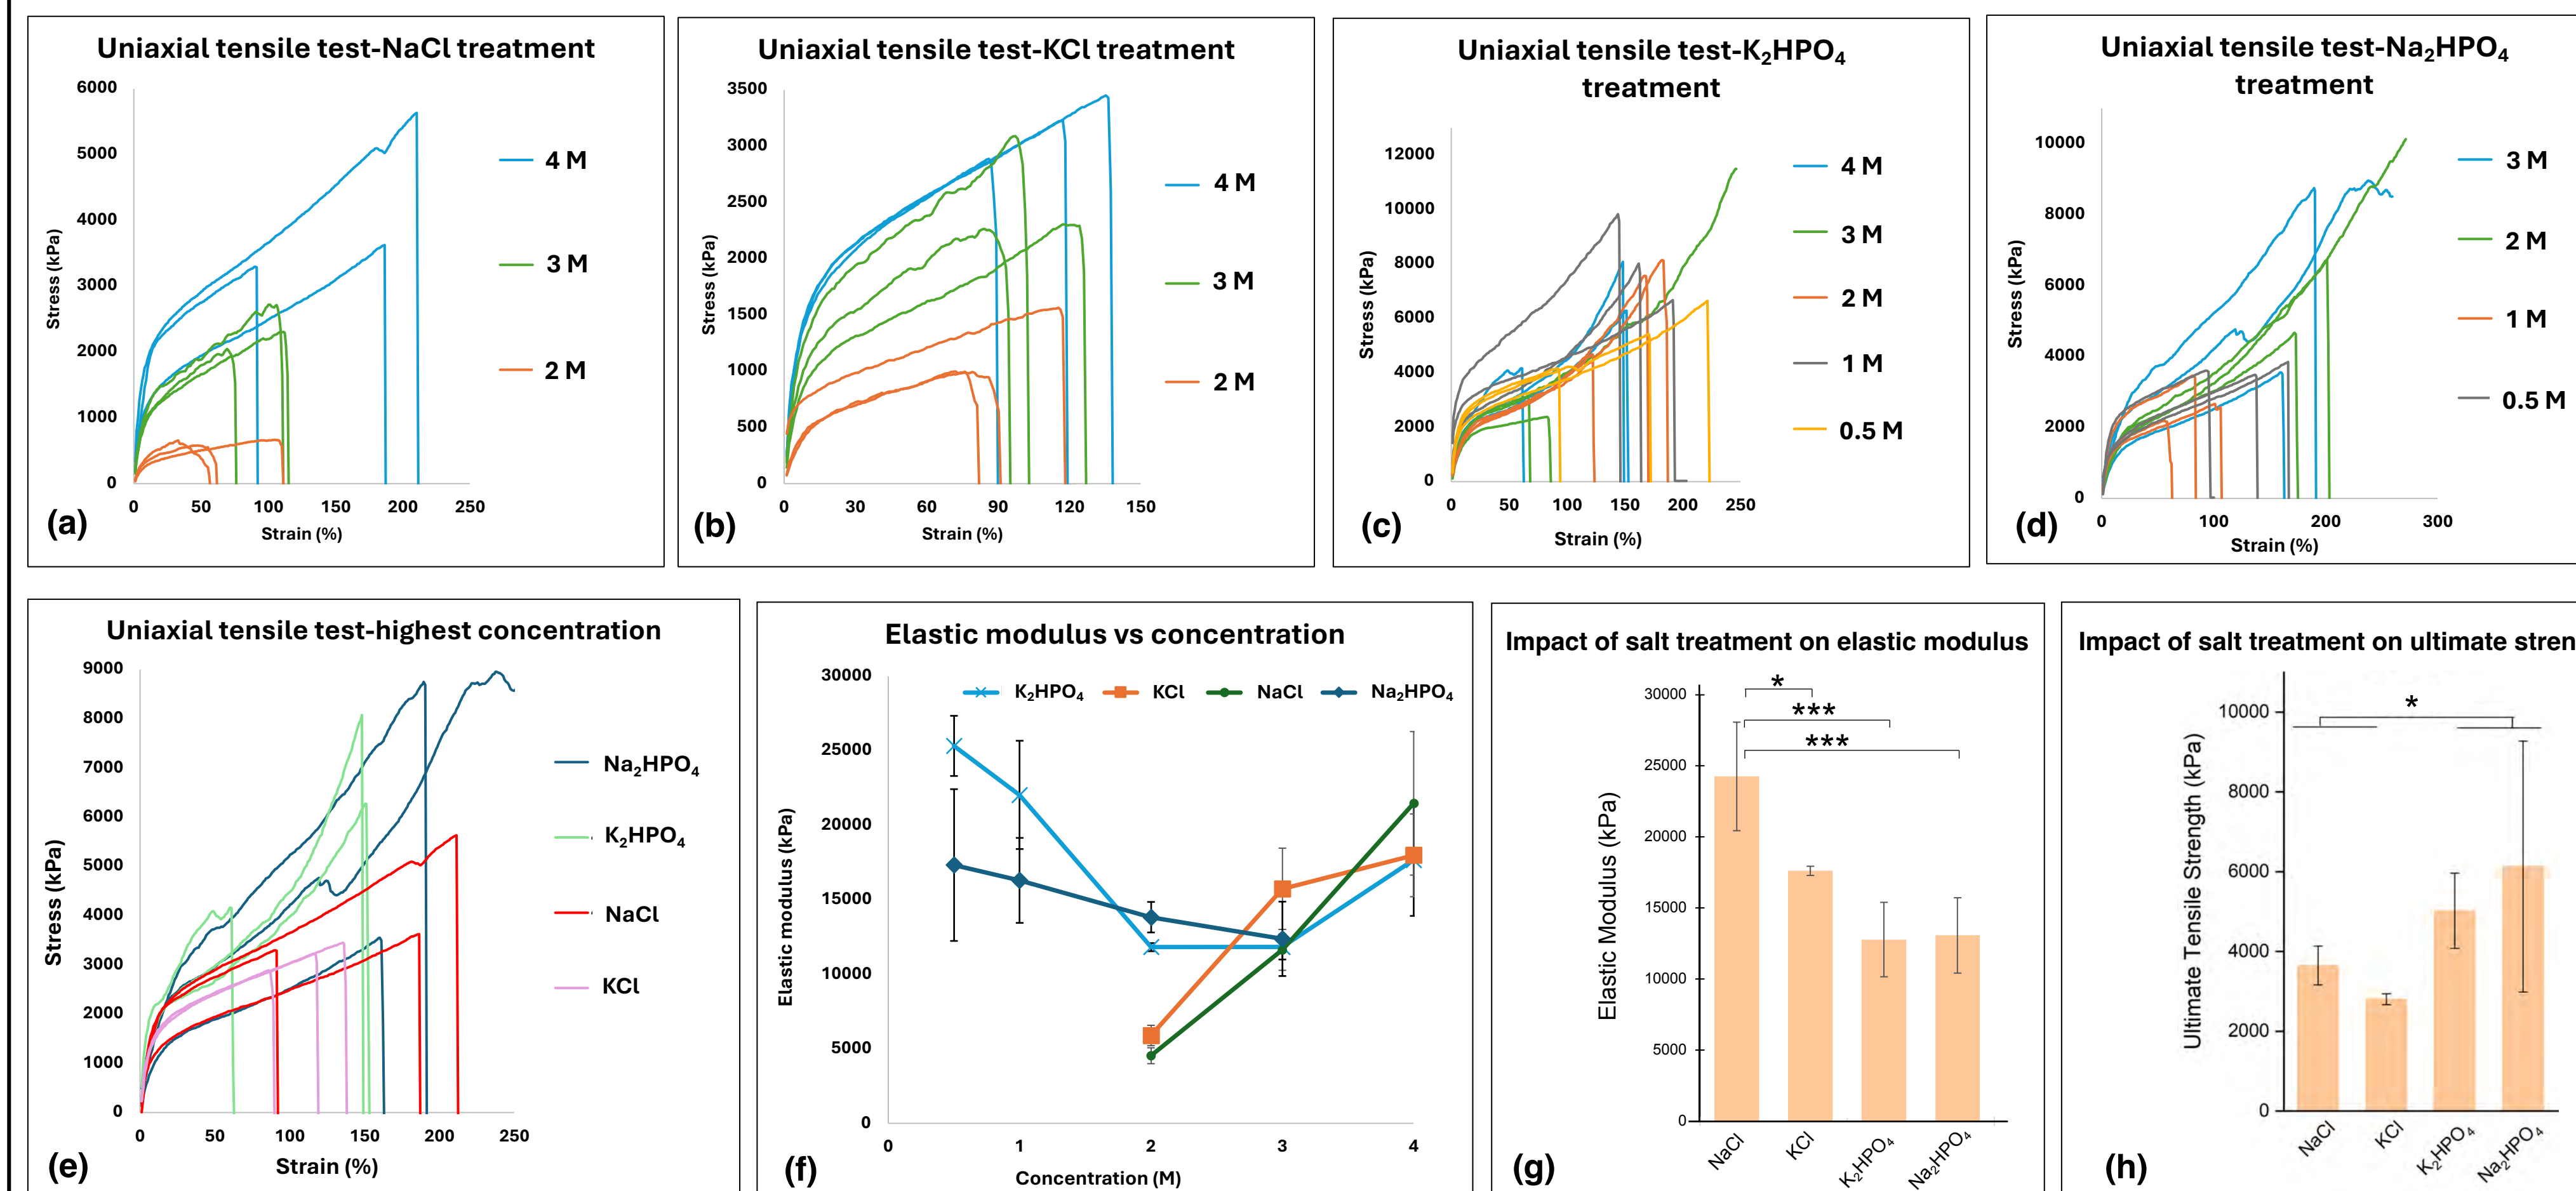 Uniaxial tensile test-NaCl treatment
6000
5000
4000
3000
2000
1000
0
Stress (kPa)
0 50 100 150 200 250
Strain (%)
4 M
3 M
2 M
(a)
Uniaxial tensile test-KCl treatment
3500
3000
2500
2000
1500
1000
500
0
Stress (kPa)
0 30 60 90 120 150
Strain (%)
4 M
3 M
2 M
(b)
Uniaxial tensile test-K₂HPO₄
treatment
12000
10000
8000
6000
4000
2000
0
Stress (kPa)
0 50 100 150 200 250
Strain (%)
4 M
3 M
2 M
1 M
0.5 M
(c)
Uniaxial tensile test-Na₂HPO₄
treatment
10000
8000
6000
4000
2000
0
Stress (kPa)
0 100 200 300
Strain (%)
3 M
2 M
1 M
0.5 M
(d)
Uniaxial tensile test-highest concentration
9000
8000
7000
6000
5000
4000
3000
2000
1000
0
Stress (kPa)
0 50 100 150 200 250
Strain (%)
Na₂HPO₄
K₂HPO₄
NaCl
KCl
(e)
Elastic modulus vs concentration
K₂HPO₄ KCl NaCl Na₂HPO₄
30000
25000
20000
15000
10000
5000
0
Elastic modulus (kPa)
0 1 2 3 4
Concentration (M)
(f)
Impact of salt treatment on elastic modulus
*
***
***
30000
25000
20000
15000
10000
5000
0
Elastic Modulus (kPa)
NaCl KCl K₂HPO₄ Na₂HPO₄
(g)
Impact of salt treatment on ultimate stren
*
10000
8000
6000
4000
2000
0
Ultimate Tensile Strength (kPa)
NaCl KCl K₂HPO₄ Na₂HPO₄
(h)